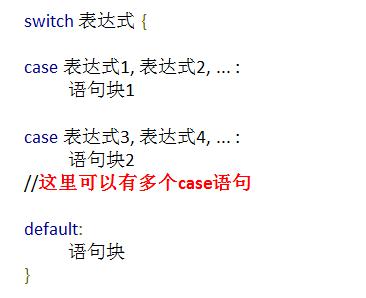 switch 表达式 {
case 表达式1, 表达式2, ... :
语句块1
case 表达式3, 表达式4, ... :
语句块2
//这里可以有多个case语句
default:
语句块
}